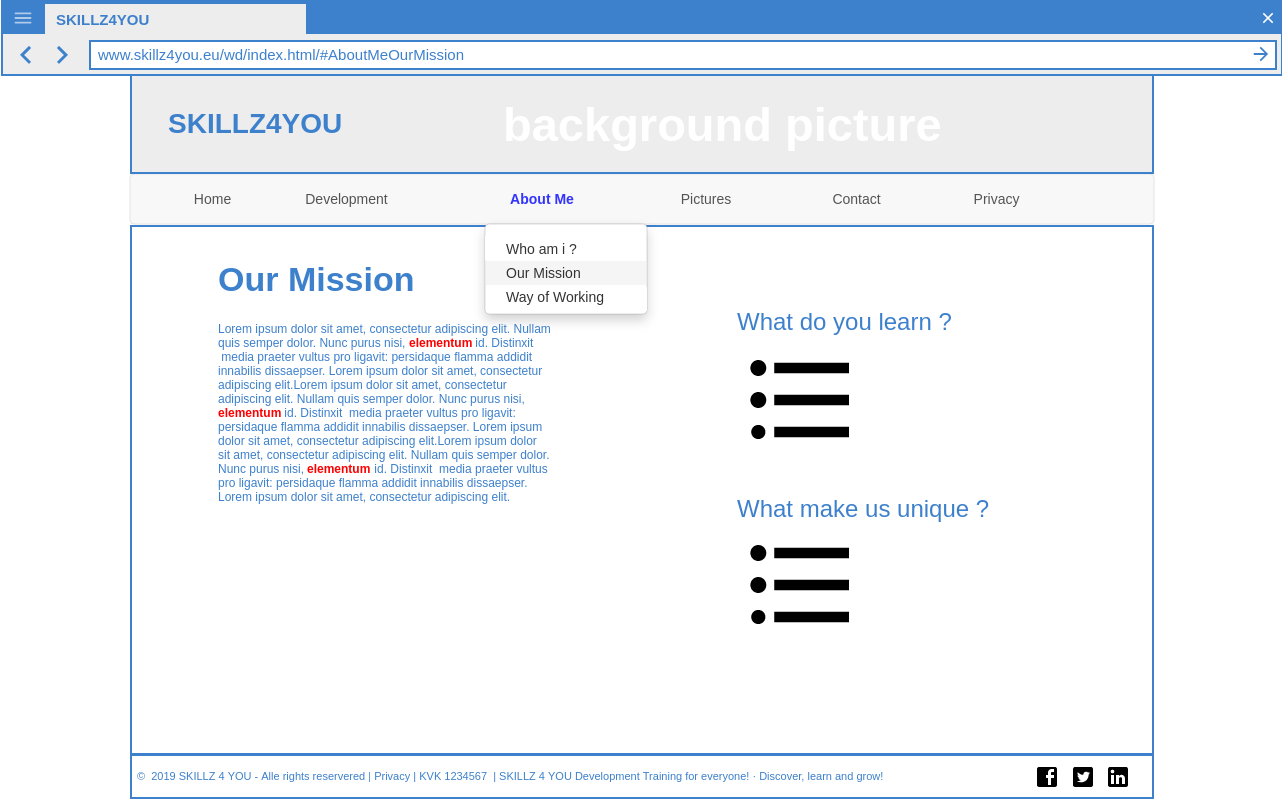 SKILLZ4YOU
www.skillz4you.eu/wd/index.html/#AboutMeOurMission
SKILLZ4YOU
background picture
Home Development About Me Pictures Contact Privacy
Who am i ?
Our Mission
Way of Working
Our Mission
Lorem ipsum dolor sit amet, consectetur adipiscing elit. Nullam
quis semper dolor. Nunc purus nisi, elementum id. Distinxit
media praeter vultus pro ligavit: persidaque flamma addidit
innabilis dissaepser. Lorem ipsum dolor sit amet, consectetur
adipiscing elit.Lorem ipsum dolor sit amet, consectetur
adipiscing elit. Nullam quis semper dolor. Nunc purus nisi,
elementum id. Distinxit  media praeter vultus pro ligavit:
persidaque flamma addidit innabilis dissaepser. Lorem ipsum
dolor sit amet, consectetur adipiscing elit.Lorem ipsum dolor
sit amet, consectetur adipiscing elit. Nullam quis semper dolor.
Nunc purus nisi, elementum id. Distinxit  media praeter vultus
pro ligavit: persidaque flamma addidit innabilis dissaepser.
Lorem ipsum dolor sit amet, consectetur adipiscing elit.
What do you learn ?
What make us unique ?
©  2019 SKILLZ 4 YOU - Alle rights reservered | Privacy | KVK 1234567  | SKILLZ 4 YOU Development Training for everyone! · Discover, learn and grow!